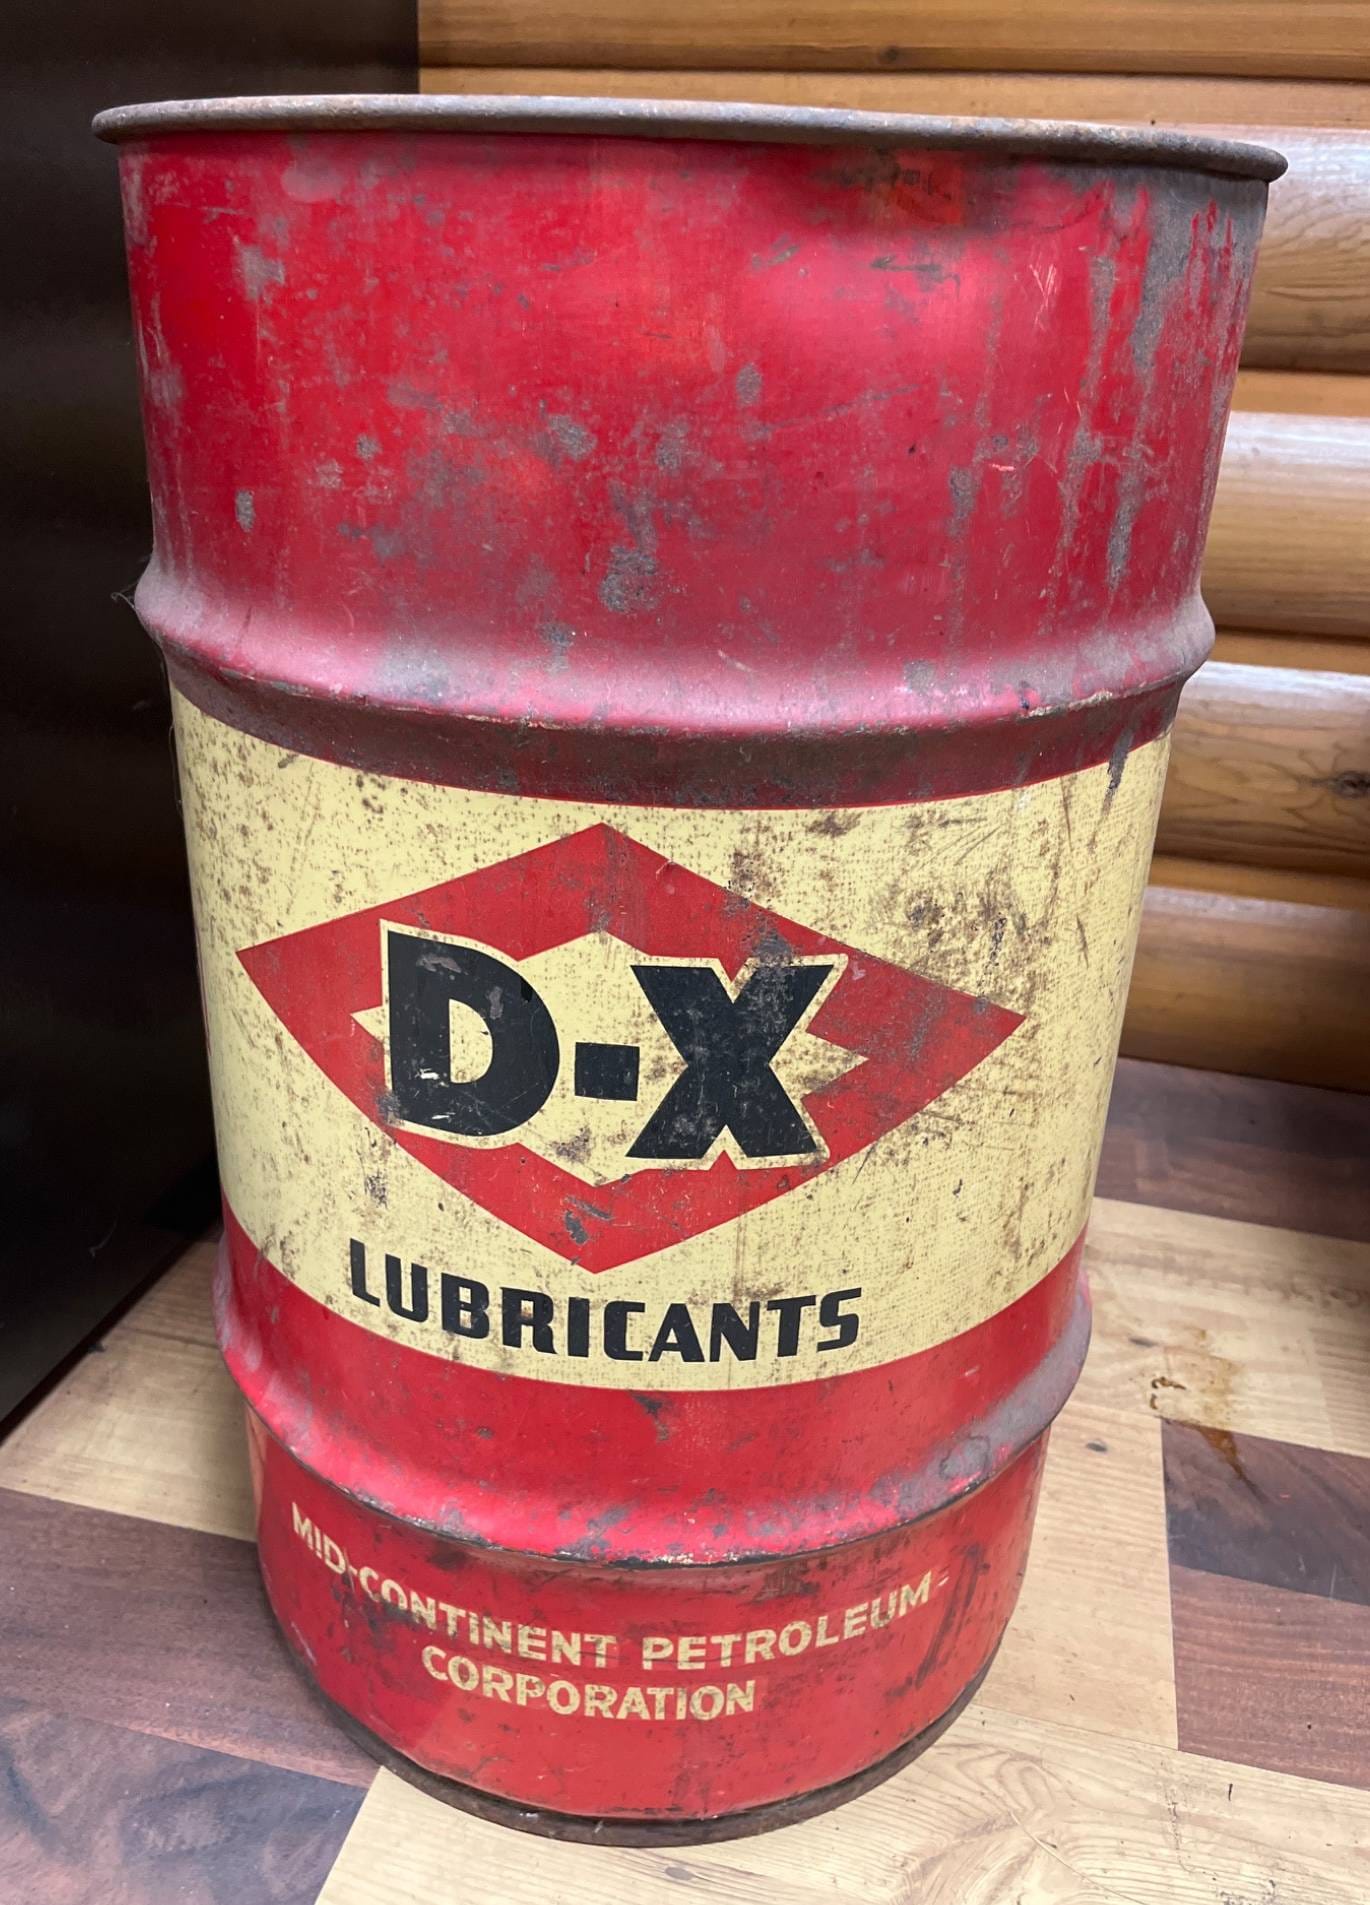 D-X
LUBRICANTS
MID-CONTINENT PETROLEUM
CORPORATION